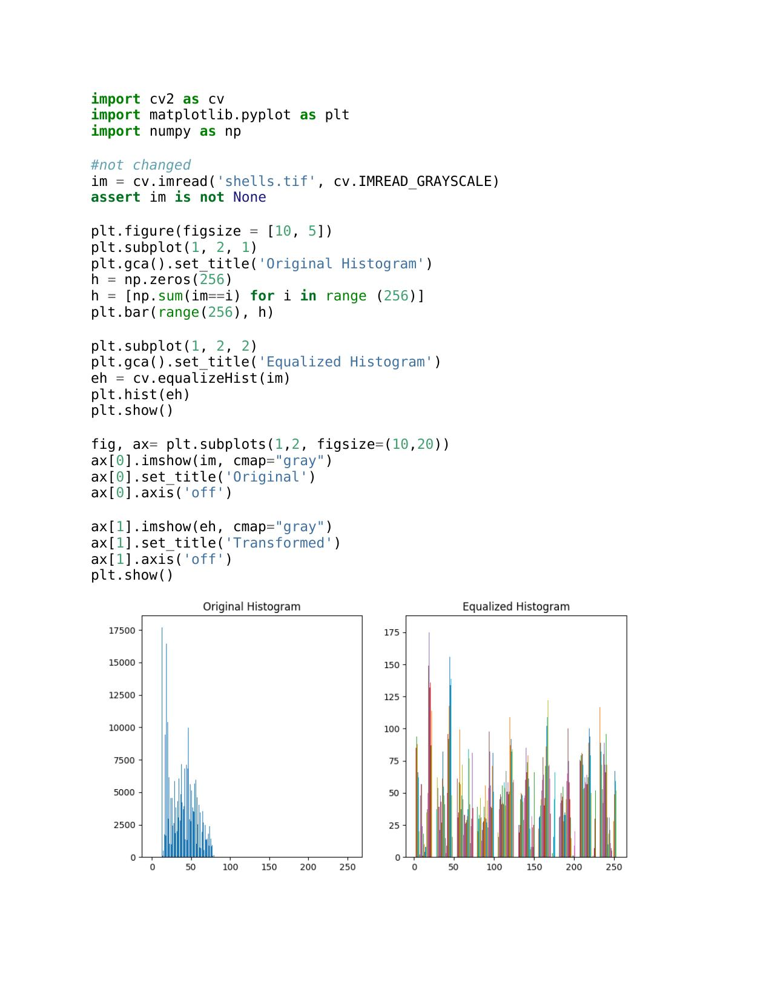 import cv2 as cv
import matplotlib.pyplot as plt
import numpy as np
#not changed
im = cv.imread('shells.tif', cv.IMREAD_GRAYSCALE)
assert im is not None
plt.figure(figsize = [10, 5])
plt.subplot(1, 2, 1)
plt.gca().set_title('Original Histogram')
h = np.zeros(256)
h = [np.sum(im==i) for i in range (256)]
plt.bar(range(256), h)
plt.subplot(1, 2, 2)
plt.gca().set_title('Equalized Histogram')
eh = cv.equalizeHist(im)
plt.hist(eh)
plt.show()
fig, ax= plt.subplots(1,2, figsize=(10,20))
ax[0].imshow(im, cmap="gray")
ax[0].set_title('Original')
ax[0].axis('off')
ax[1].imshow(eh, cmap="gray")
ax[1].set_title('Transformed')
ax[1].axis('off')
plt.show()
Original Histogram
17500
15000
12500
10000
7500
5000
2500
0
0 50 100 150 200 250
Equalized Histogram
175
150
125
100
75
50
25
0
0 50 100 150 200 250